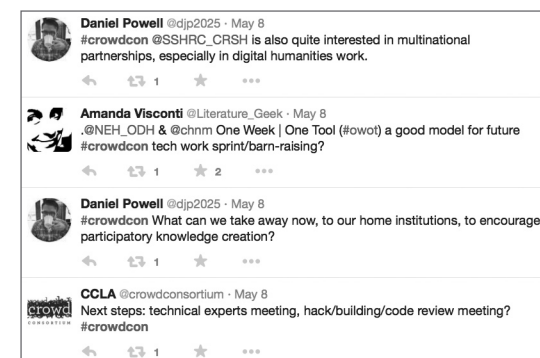 Daniel Powell @djp2025 · May 8
#crowdcon @SSHRC_CRSH is also quite interested in multinational
partnerships, especially in digital humanities work.
1
Amanda Visconti @Literature_Geek · May 8
.@NEH_ODH & @chnm One Week | One Tool (#owot) a good model for future
#crowdcon tech work sprint/barn-raising?
1 2
Daniel Powell @djp2025 · May 8
#crowdcon What can we take away now, to our home institutions, to encourage
participatory knowledge creation?
1
CCLA @crowdconsortium · May 8
crowd
CONSORTIUM
Next steps: technical experts meeting, hack/building/code review meeting?
#crowdcon
1